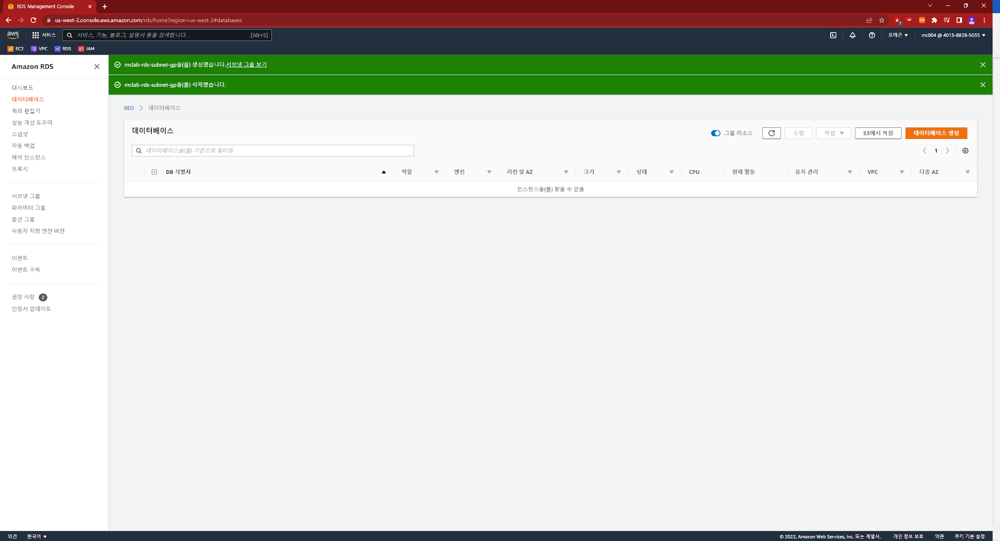 RDS Management Console
us-west-2.console.aws.amazon.com/rds/home?region=us-west-2#databases:
1
aws 서비스 서비스, 기능, 블로그, 설명서 등을 검색합니다. [Alt+S] 오레곤 ▼ mc004 @ 4013-8828-5035 ▼
EC2 VPC RDS IAM
Amazon RDS
대시보드
데이터베이스
쿼리 편집기
성능 개선 도우미
스냅샷
자동 백업
예약 인스턴스
프록시
서브넷 그룹
파라미터 그룹
옵션 그룹
사용자 지정 엔진 버전
이벤트
이벤트 구독
권장 사항 2
인증서 업데이트
mclab-rds-subnet-gp을(를) 생성했습니다.서브넷 그룹 보기
mclab-rds-subnet-gp을(를) 삭제했습니다.
RDS > 데이터베이스
데이터베이스
그룹 리소스 수정 작업 ▼ S3에서 복원 데이터베이스 생성
데이터베이스을(를) 기준으로 필터링
1
DB 식별자 역할 엔진 리전 및 AZ 크기 상태 CPU 현재 활동 유지 관리 VPC 다중 AZ
인스턴스을(를) 찾을 수 없음
의견 한국어 ▼ © 2022, Amazon Web Services, Inc. 또는 계열사. 개인 정보 보호 약관 쿠키 기본 설정